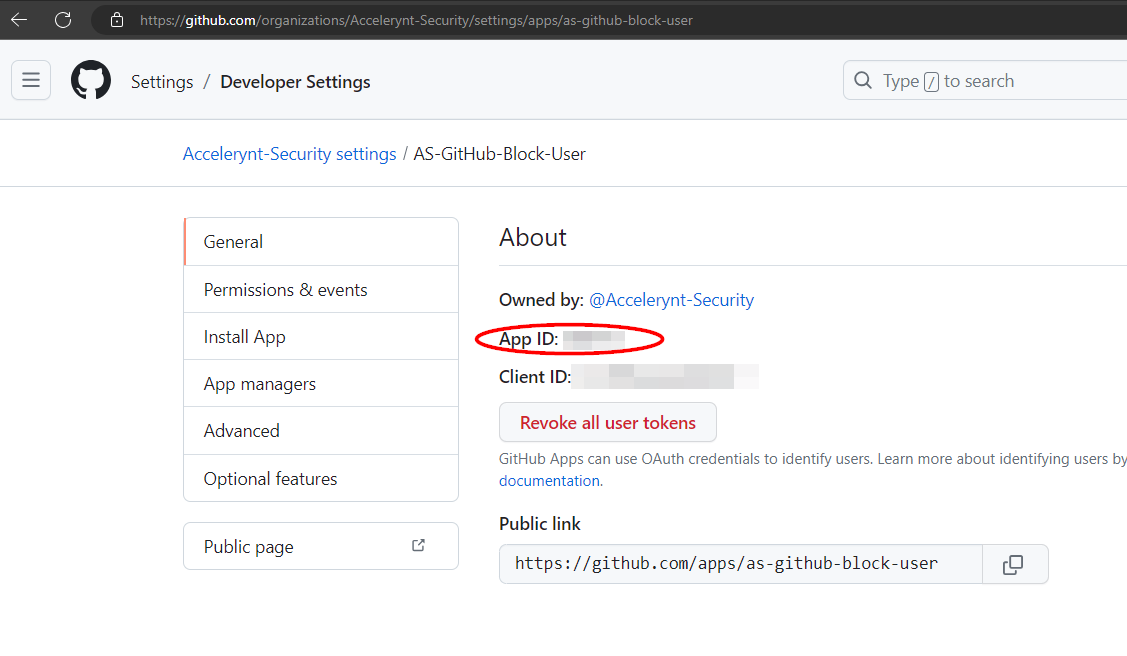 https://github.com/organizations/Accelerynt-Security/settings/apps/as-github-block-user
Settings / Developer Settings
Type / to search
Accelerynt-Security settings / AS-GitHub-Block-User
General
Permissions & events
Install App
App managers
Advanced
Optional features
Public page
About
Owned by: @Accelerynt-Security
App ID:
Client ID:
Revoke all user tokens
GitHub Apps can use OAuth credentials to identify users. Learn more about identifying users by
documentation.
Public link
https://github.com/apps/as-github-block-user